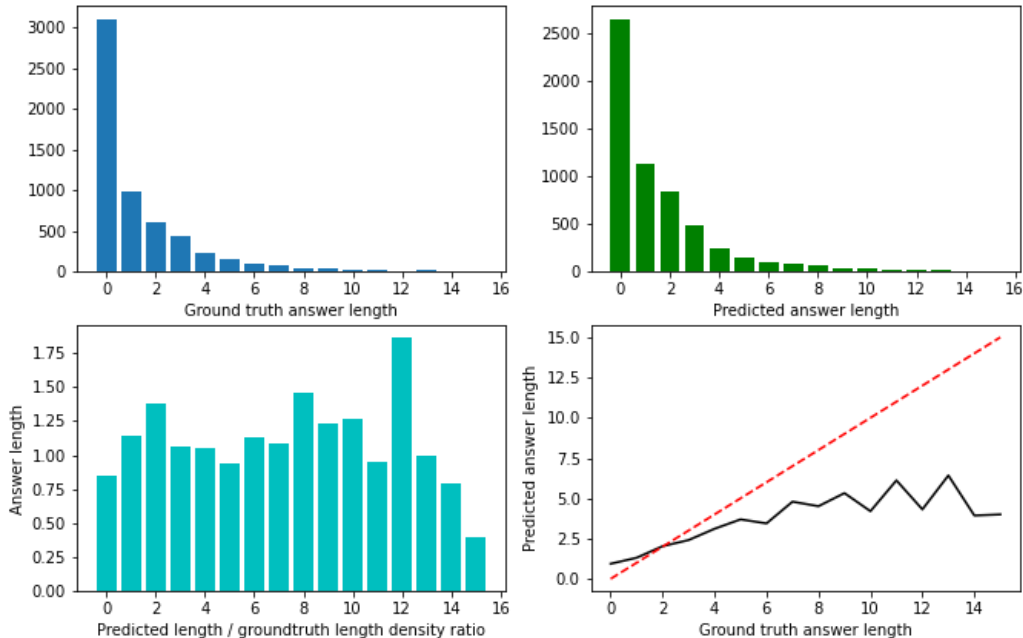 3000
2500
2000
1500
1000
500
0
0 2 4 6 8 10 12 14 16
Ground truth answer length
2500
2000
1500
1000
500
0
0 2 4 6 8 10 12 14 16
Predicted answer length
Answer length
1.75
1.50
1.25
1.00
0.75
0.50
0.25
0.00
0 2 4 6 8 10 12 14 16
Predicted length / groundtruth length density ratio
Predicted answer length
15.0
12.5
10.0
7.5
5.0
2.5
0.0
0 2 4 6 8 10 12 14
Ground truth answer length